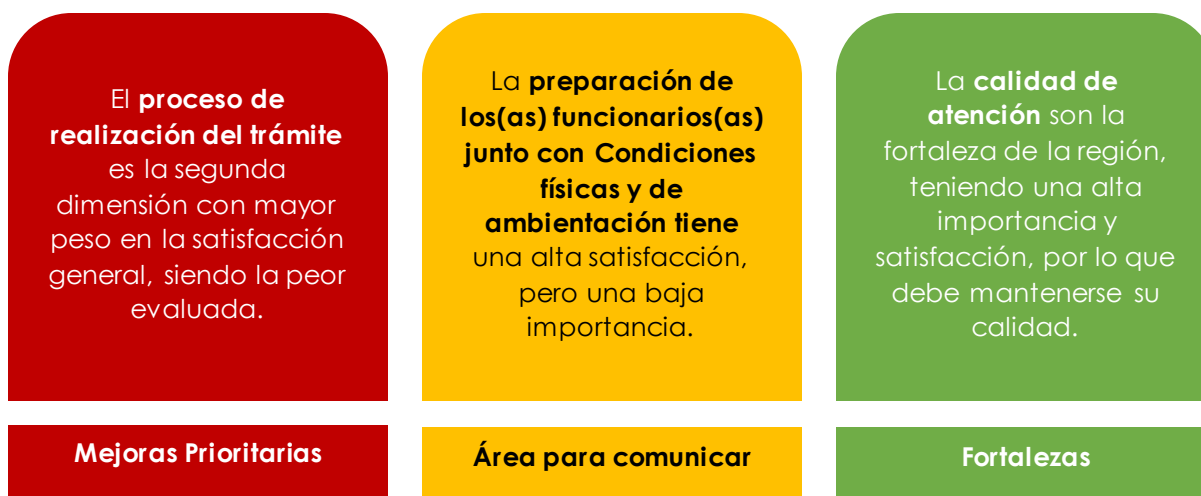 El proceso de
realización del trámite
es la segunda
dimensión con mayor
peso en la satisfacción
general, siendo la peor
evaluada.
Mejoras Prioritarias
La preparación de
los(as) funcionarios(as)
junto con Condiciones
físicas y de
ambientación tiene
una alta satisfacción,
pero una baja
importancia.
Área para comunicar
La calidad de
atención son la
fortaleza de la región,
teniendo una alta
importancia y
satisfacción, por lo que
debe mantenerse su
calidad.
Fortalezas